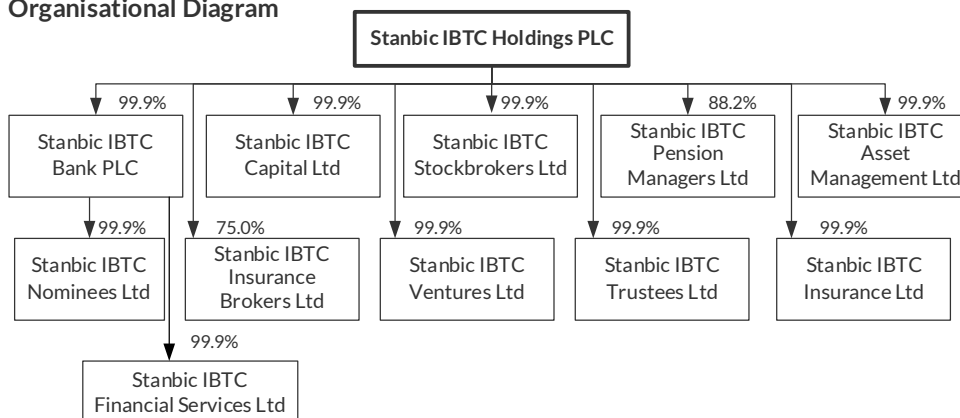 Organisational Diagram
Stanbic IBTC Holdings PLC
99.9%
99.9%
99.9%
88.2%
99.9%
Stanbic IBTC
Bank PLC
Stanbic IBTC
Capital Ltd
Stanbic IBTC
Stockbrokers Ltd
Stanbic IBTC
Pension
Managers Ltd
Stanbic IBTC
Asset
Management Ltd
99.9%
75.0%
99.9%
99.9%
99.9%
Stanbic IBTC
Nominees Ltd
Stanbic IBTC
Insurance
Brokers Ltd
Stanbic IBTC
Ventures Ltd
Stanbic IBTC
Trustees Ltd
Stanbic IBTC
Insurance Ltd
99.9%
Stanbic IBTC
Financial Services Ltd